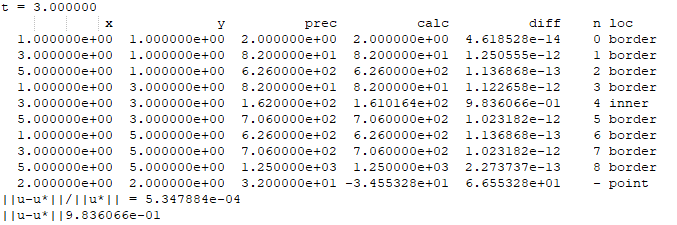 t = 3.000000
x y prec calc diff n loc
1.000000e+00 1.000000e+00 2.000000e+00 2.000000e+00 4.618528e-14 0 border
3.000000e+00 1.000000e+00 8.200000e+01 8.200000e+01 1.250555e-12 1 border
5.000000e+00 1.000000e+00 6.260000e+02 6.260000e+02 1.136868e-13 2 border
1.000000e+00 3.000000e+00 8.200000e+01 8.200000e+01 1.122658e-12 3 border
3.000000e+00 3.000000e+00 1.620000e+02 1.610164e+02 9.836066e-01 4 inner
5.000000e+00 3.000000e+00 7.060000e+02 7.060000e+02 1.023182e-12 5 border
1.000000e+00 5.000000e+00 6.260000e+02 6.260000e+02 1.136868e-13 6 border
3.000000e+00 5.000000e+00 7.060000e+02 7.060000e+02 1.023182e-12 7 border
5.000000e+00 5.000000e+00 1.250000e+03 1.250000e+03 2.273737e-13 8 border
2.000000e+00 2.000000e+00 3.200000e+01 -3.455328e+01 6.655328e+01 - point
||u-u*||/||u*|| = 5.347884e-04
||u-u*||9.836066e-01